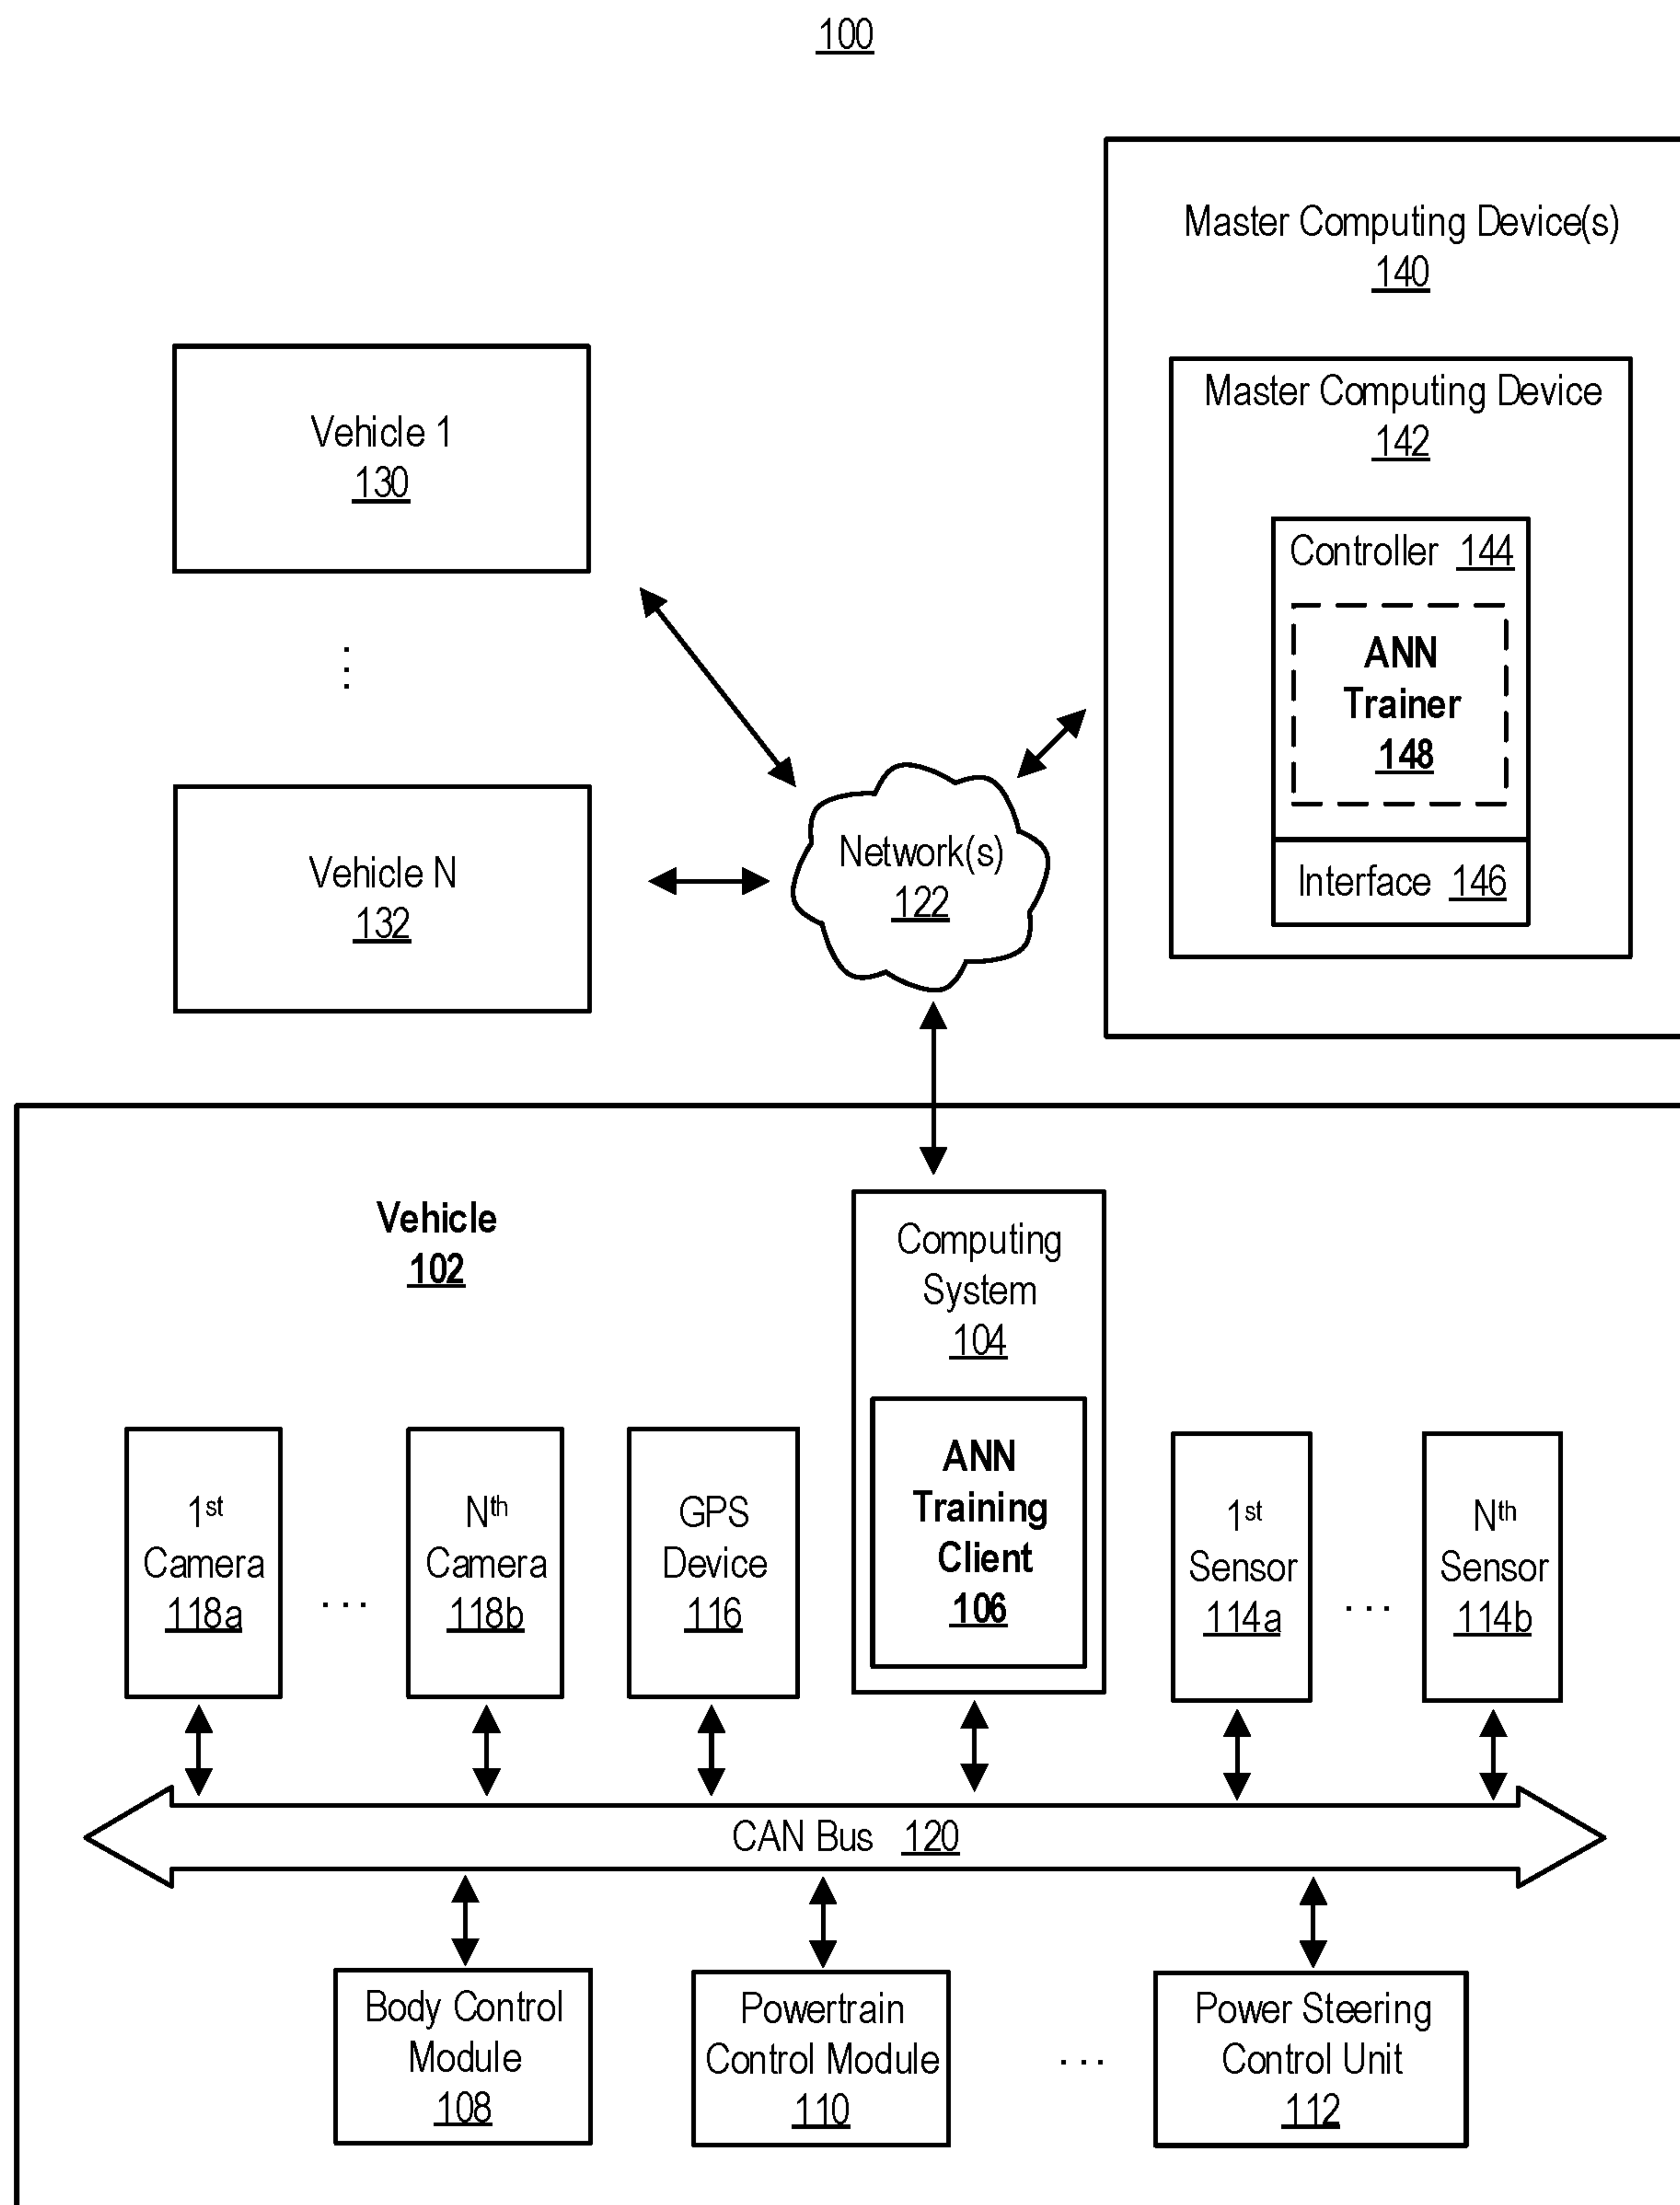 100
Master Computing Device(s)
140
Master Computing Device
142
Controller 144
ANN
Trainer
148
Interface 146
Vehicle 1
130
⋮
Vehicle N
132
Network(s)
122
Vehicle
102
Computing
System
104
ANN
Training
Client
106
1st
Camera
118a
...
Nth
Camera
118b
GPS
Device
116
1st
Sensor
114a
...
Nth
Sensor
114b
CAN Bus 120
Body Control
Module
108
Powertrain
Control Module
110
...
Power Steering
Control Unit
112